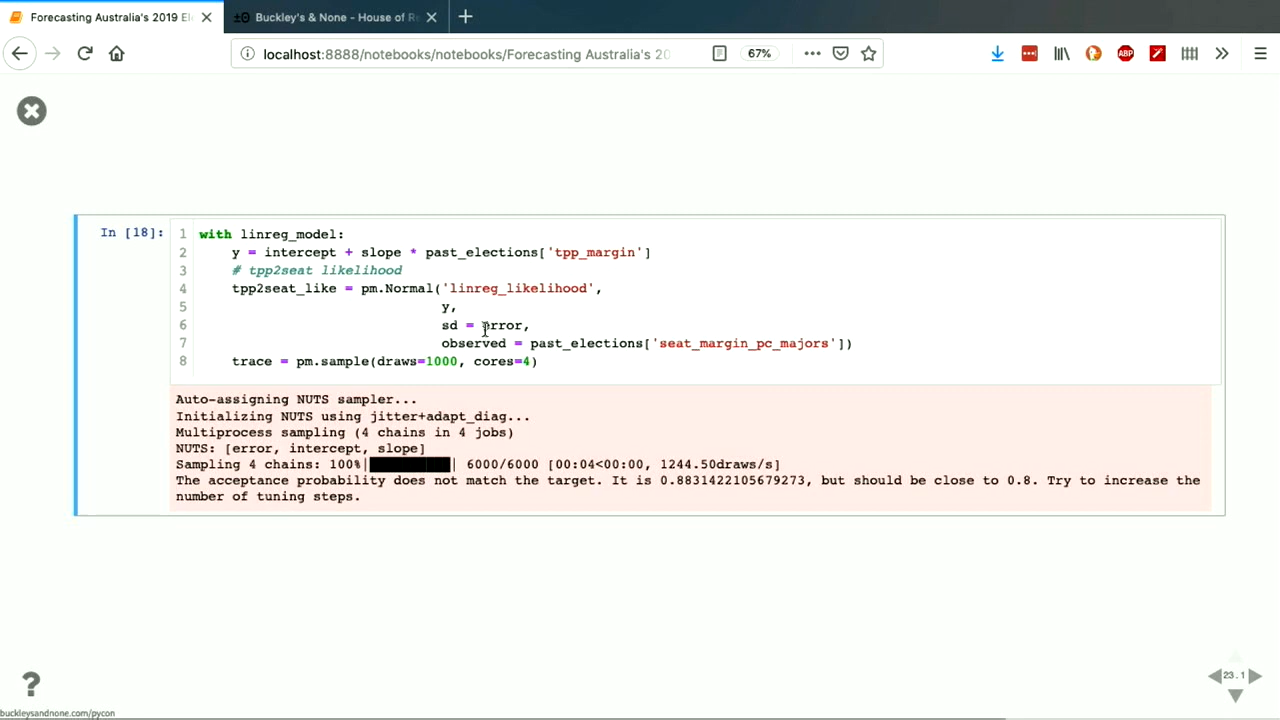 Forecasting Australia's 2019 El
Buckley's & None - House of R
localhost:8888/notebooks/notebooks/Forecasting Australia's 20
67%
ABP
In [18]:
1 with linreg_model:
2 y = intercept + slope * past_elections['tpp_margin']
3 # tpp2seat likelihood
4 tpp2seat_like = pm.Normal('linreg_likelihood',
5 y,
6 sd = error,
7 observed = past_elections['seat_margin_pc_majors'])
8 trace = pm.sample(draws=1000, cores=4)
Auto-assigning NUTS sampler...
Initializing NUTS using jitter+adapt_diag...
Multiprocess sampling (4 chains in 4 jobs)
NUTS: [error, intercept, slope]
Sampling 4 chains: 100%|██████████| 6000/6000 [00:04<00:00, 1244.50draws/s]
The acceptance probability does not match the target. It is 0.8831422105679273, but should be close to 0.8. Try to increase the
number of tuning steps.
?
23.1
buckleysandnone.com/pycon